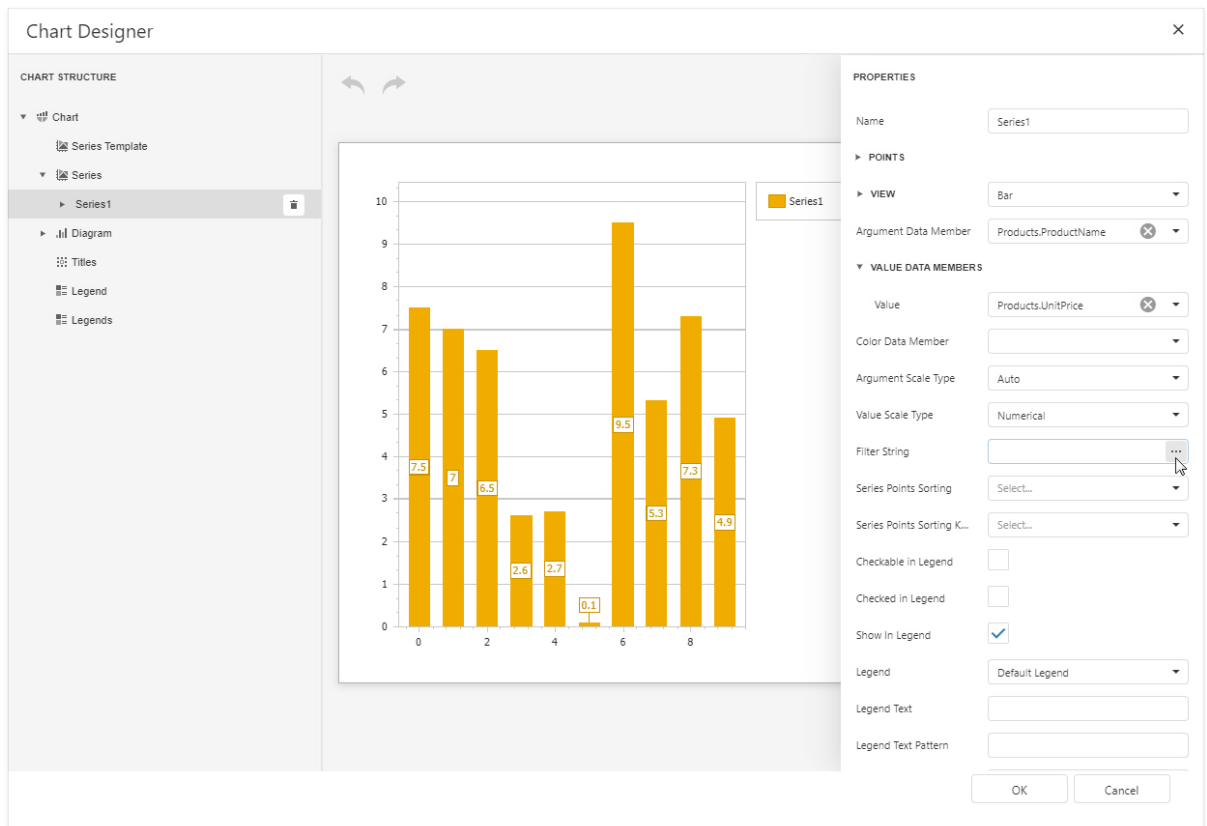 Chart Designer
CHART STRUCTURE
Chart
Series Template
Series
Series1
Diagram
Titles
Legend
Legends
10
9
8
7
6
5
4
3
2
1
0
7.5
7
6.5
2.6
2.7
0.1
9.5
5.3
7.3
4.9
0 2 4 6 8
Series1
PROPERTIES
Name Series1
POINTS
VIEW Bar
Argument Data Member Products.ProductName
VALUE DATA MEMBERS
Value Products.UnitPrice
Color Data Member
Argument Scale Type Auto
Value Scale Type Numerical
Filter String ...
Series Points Sorting Select...
Series Points Sorting K... Select...
Checkable in Legend
Checked in Legend
Show In Legend
Legend Default Legend
Legend Text
Legend Text Pattern
OK Cancel